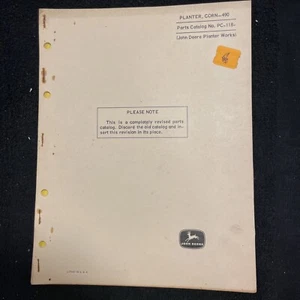 PLANTER, CORN—490
Parts Catalog No. PC-116
(John Deere Planter Works)
PLEASE NOTE
This is a completely revised parts
catalog. Discard the old catalog and in-
sert this revision in its place.
JOHN DEERE